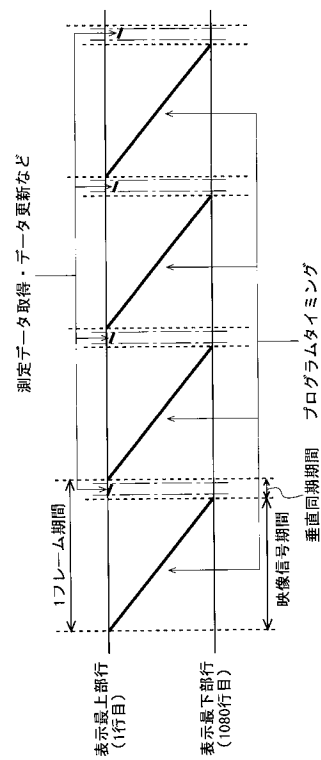 測定データ取得・データ更新など
1フレーム期間
表示最上部行
(1行目)
表示最下部行
(1080行目)
映像信号期間
垂直同期期間
プログラムタイミング